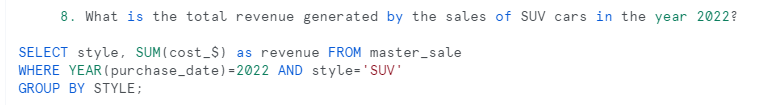 8. What is the total revenue generated by the sales of SUV cars in the year 2022?
SELECT style, SUM(cost_$) as revenue FROM master_sale
WHERE YEAR(purchase_date)=2022 AND style='SUV'
GROUP BY STYLE;